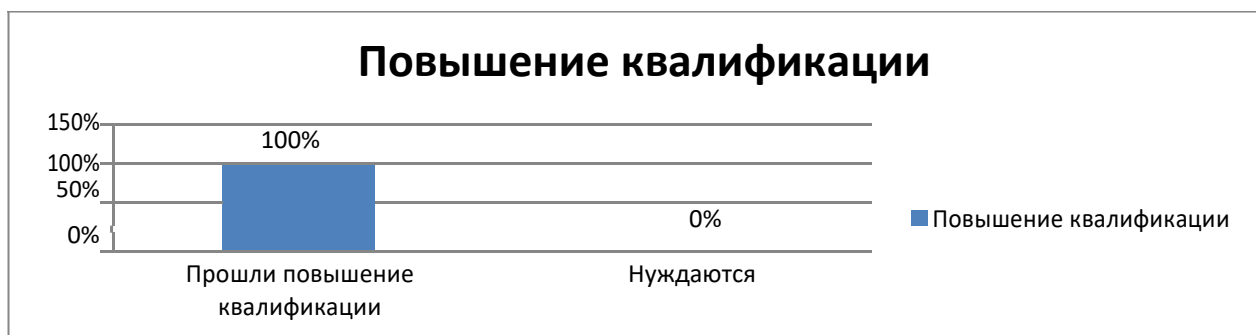 Повышение квалификации
150%
100%
100%
50%
0%
0%
Повышение квалификации
Прошли повышение
квалификации
Нуждаются